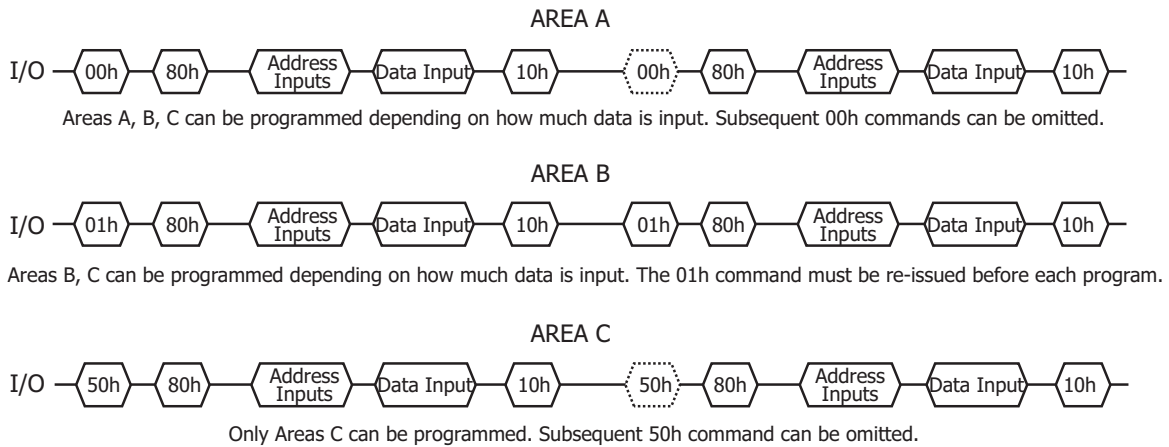 AREA A
I/O 00h 80h Address Inputs Data Input 10h 00h 80h Address Inputs Data Input 10h
Areas A, B, C can be programmed depending on how much data is input. Subsequent 00h commands can be omitted.
AREA B
I/O 01h 80h Address Inputs Data Input 10h 01h 80h Address Inputs Data Input 10h
Areas B, C can be programmed depending on how much data is input. The 01h command must be re-issued before each program.
AREA C
I/O 50h 80h Address Inputs Data Input 10h 50h 80h Address Inputs Data Input 10h
Only Areas C can be programmed. Subsequent 50h command can be omitted.